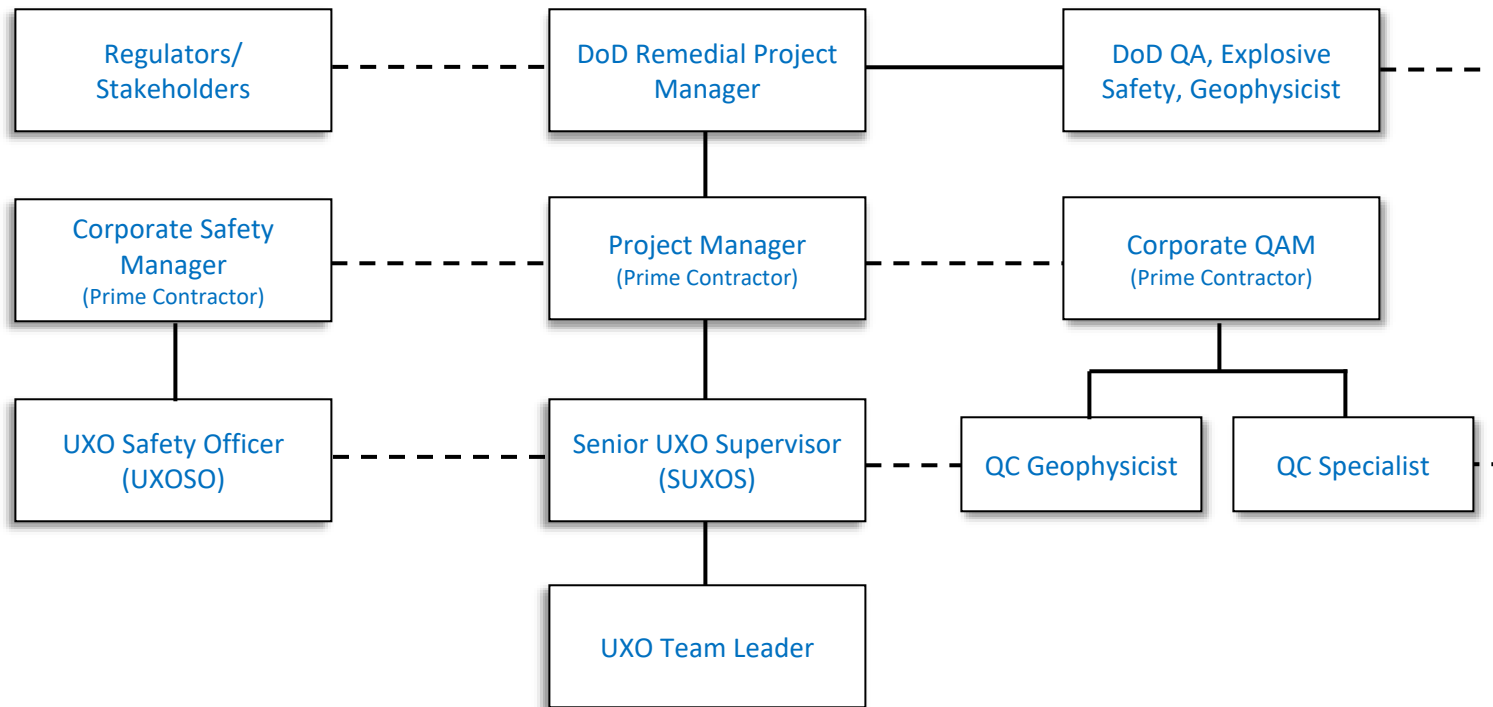 Regulators/
Stakeholders
DoD Remedial Project
Manager
DoD QA, Explosive
Safety, Geophysicist
Corporate Safety
Manager
(Prime Contractor)
Project Manager
(Prime Contractor)
Corporate QAM
(Prime Contractor)
UXO Safety Officer
(UXOSO)
Senior UXO Supervisor
(SUXOS)
QC Geophysicist
QC Specialist
UXO Team Leader